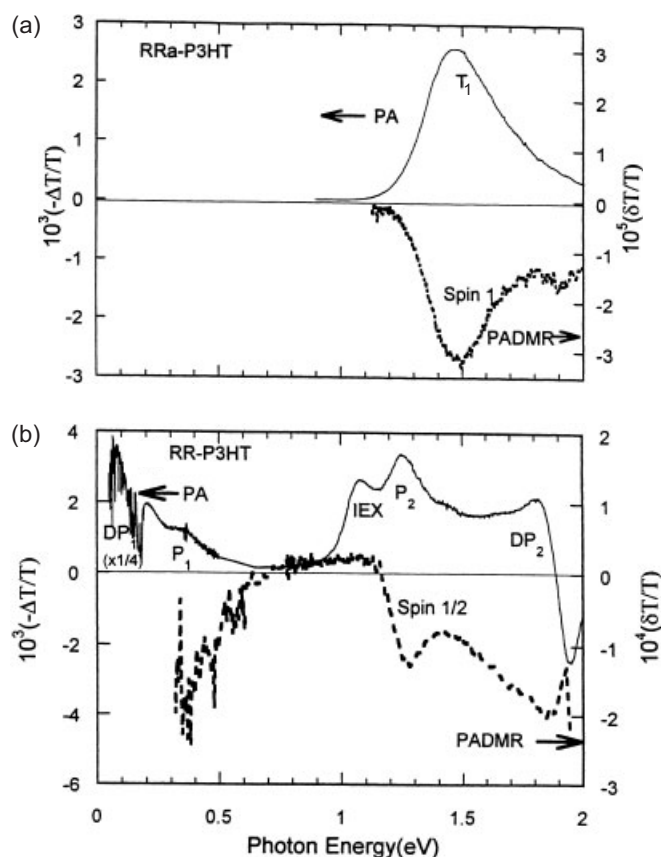 (a)
RRa-P3HT
T1
PA
Spin 1
PADMR
10³(-ΔT/T)
10⁵(δT/T)
3
2
1
0
-1
-2
-3
3
2
1
0
-1
-2
-3
(b)
RR-P3HT
PA
DP1
(x1/4)
P1
IEX
P2
DP2
Spin 1/2
PADMR
10³(-ΔT/T)
10⁴(δT/T)
4
2
0
-2
-4
-6
2
1
0
-1
-2
-3
0 0.5 1 1.5 2
Photon Energy(eV)